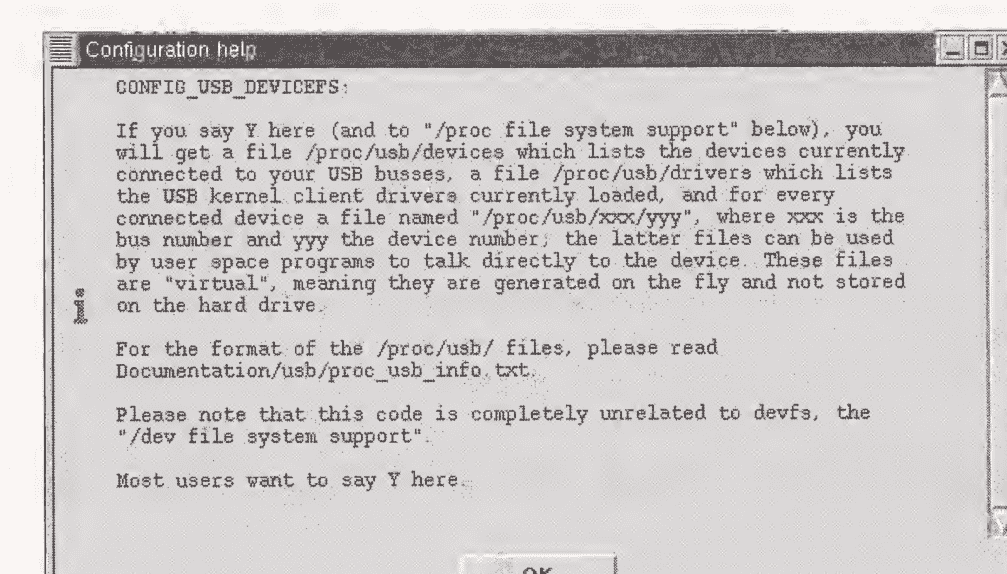 Configuration help
CONFIG_USB_DEVICEFS:
If you say Y here (and to "/proc file system support" below), you
will get a file /proc/usb/devices which lists the devices currently
connected to your USB busses, a file /proc/usb/drivers which lists
the USB kernel client drivers currently loaded, and for every
connected device a file named "/proc/usb/xxx/yyy", where xxx is the
bus number and yyy the device number; the latter files can be used
by user space programs to talk directly to the device. These files
are "virtual", meaning they are generated on the fly and not stored
on the hard drive.
For the format of the /proc/usb/ files, please read
Documentation/usb/proc_usb_info.txt.
Please note that this code is completely unrelated to devfs, the
"/dev file system support".
Most users want to say Y here.
OK